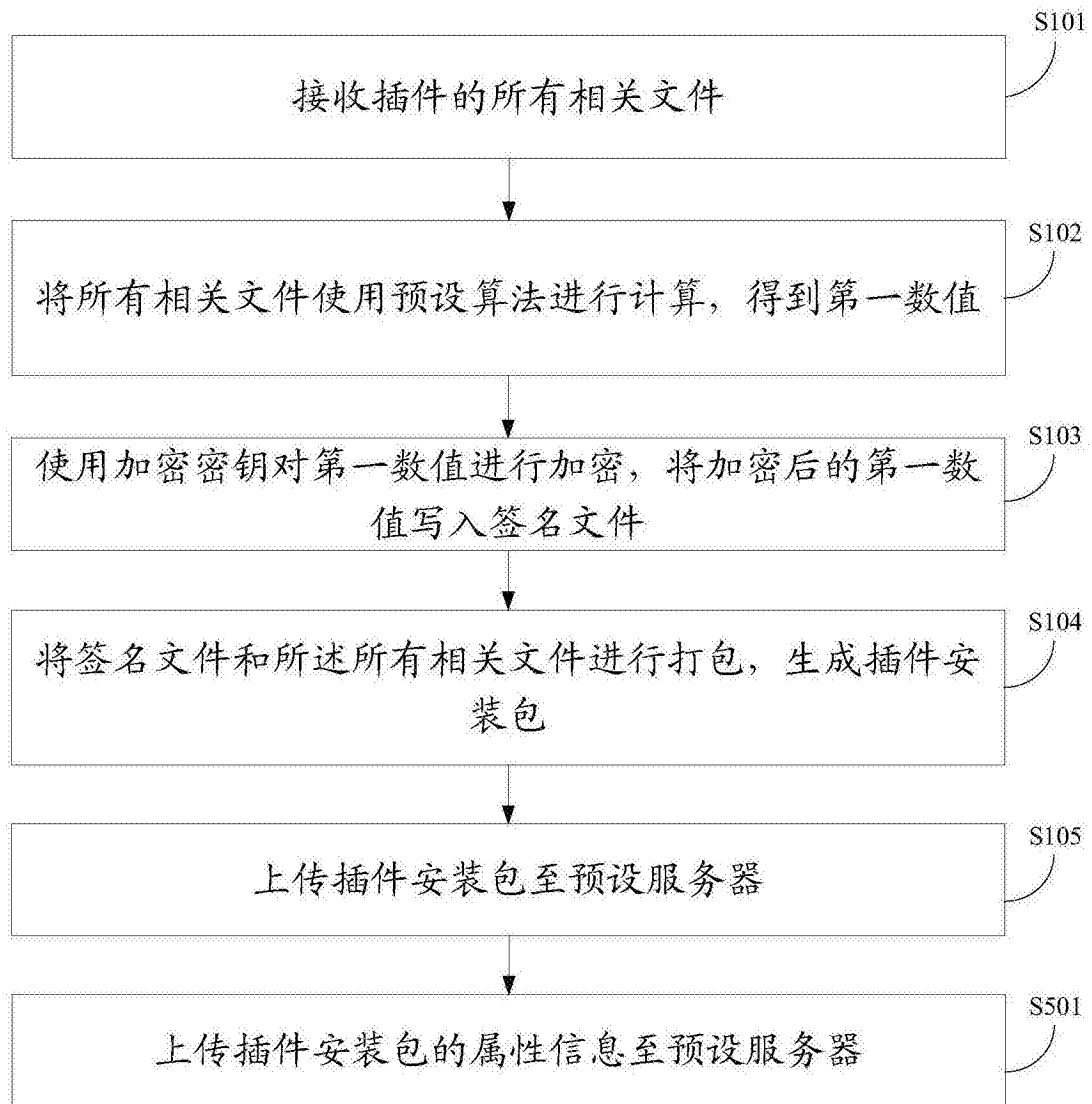 S101
接收插件的所有相关文件
S102
将所有相关文件使用预设算法进行计算，得到第一数值
S103
使用加密密钥对第一数值进行加密，将加密后的第一数
值写入签名文件
S104
将签名文件和所述所有相关文件进行打包，生成插件安
装包
S105
上传插件安装包至预设服务器
S501
上传插件安装包的属性信息至预设服务器